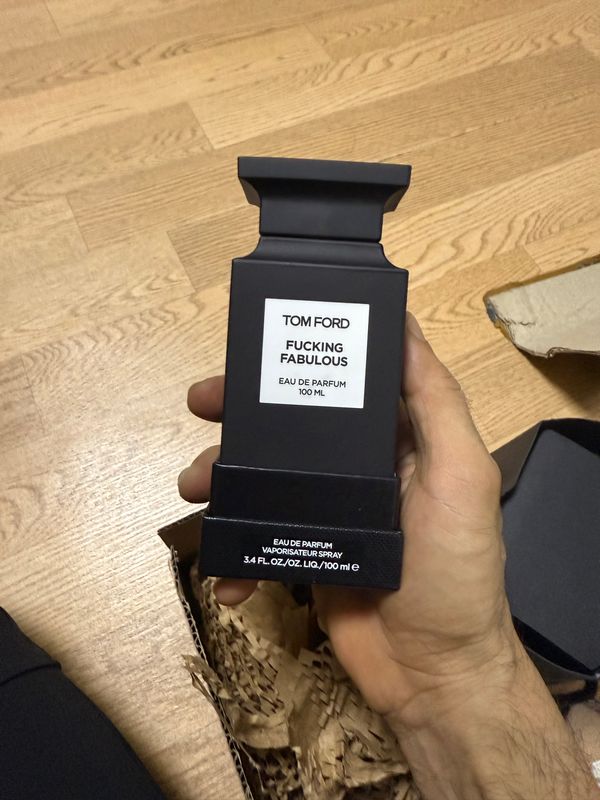 TOM FORD
FUCKING
FABULOUS
EAU DE PARFUM
100 ML
EAU DE PARFUM
VAPORISATEUR SPRAY
3.4 FL. OZ./OZ. LIQ./100 ml ℮